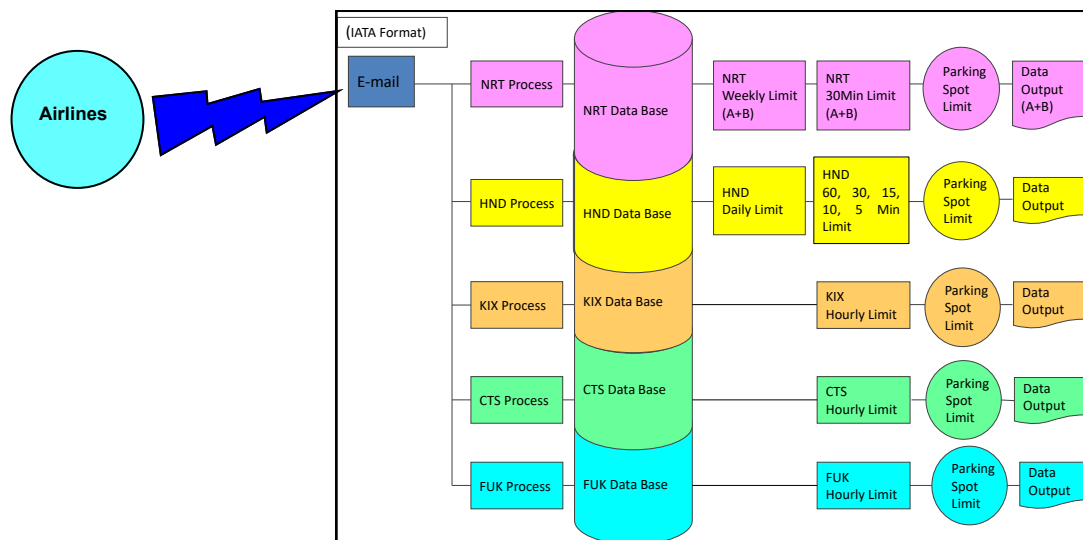 (IATA Format)
Airlines
E-mail
NRT Process
NRT Data Base
NRT
Weekly Limit
(A+B)
NRT
30Min Limit
(A+B)
Parking
Spot
Limit
Data
Output
(A+B)
HND Process
HND Data Base
HND
Daily Limit
HND
60, 30, 15,
10, 5 Min
Limit
Parking
Spot
Limit
Data
Output
KIX Process
KIX Data Base
KIX
Hourly Limit
Parking
Spot
Limit
Data
Output
CTS Process
CTS Data Base
CTS
Hourly Limit
Parking
Spot
Limit
Data
Output
FUK Process
FUK Data Base
FUK
Hourly Limit
Parking
Spot
Limit
Data
Output